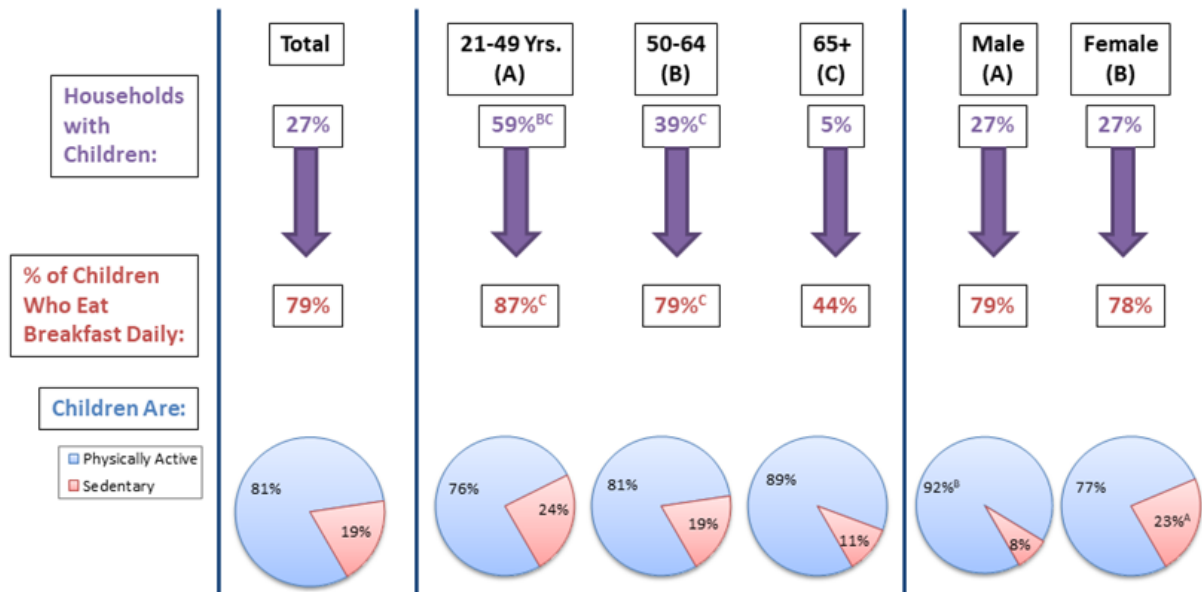 Total
21-49 Yrs.
(A)
50-64
(B)
65+
(C)
Male
(A)
Female
(B)
Households
with
Children:
27%
59%ᴮꟲ
39%ꟲ
5%
27%
27%
% of Children
Who Eat
Breakfast Daily:
79%
87%ꟲ
79%ꟲ
44%
79%
78%
Children Are:
Physically Active
Sedentary
81%
19%
76%
24%
81%
19%
89%
11%
92%ᴮ
8%
77%
23%ᴬ